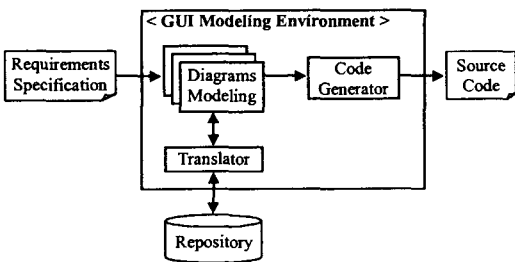 < GUI Modeling Environment >
Requirements
Specification
Diagrams
Modeling
Code
Generator
Source
Code
Translator
Repository